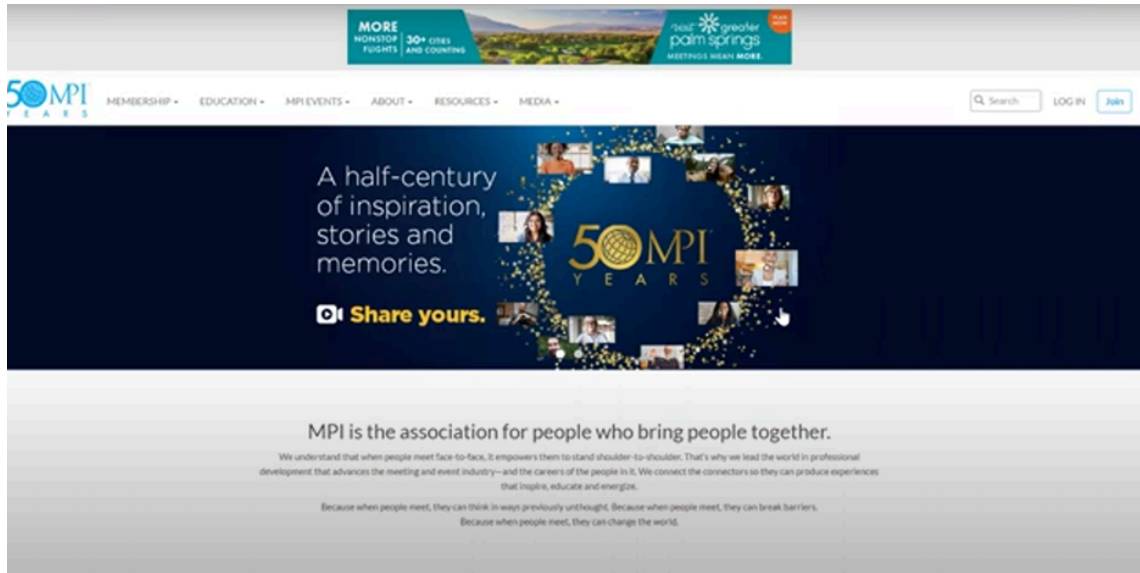 MORE
NONSTOP
FLIGHTS
30+ CITIES
AND COUNTING
visit greater
palm springs
MEETINGS MEAN MORE.
PLAN
NOW
50 MPI
YEARS
MEMBERSHIP
EDUCATION
MPI EVENTS
ABOUT
RESOURCES
MEDIA
Search
LOG IN
Join
A half-century
of inspiration,
stories and
memories.
Share yours.
50 MPI
YEARS
MPI is the association for people who bring people together.
We understand that when people meet face-to-face, it empowers them to stand shoulder-to-shoulder. That's why we lead the world in professional
development that advances the meeting and event industry—and the careers of the people in it. We connect the connectors so they can produce experiences
that inspire, educate and energize.
Because when people meet, they can think in ways previously unthought. Because when people meet, they can break barriers.
Because when people meet, they can change the world.